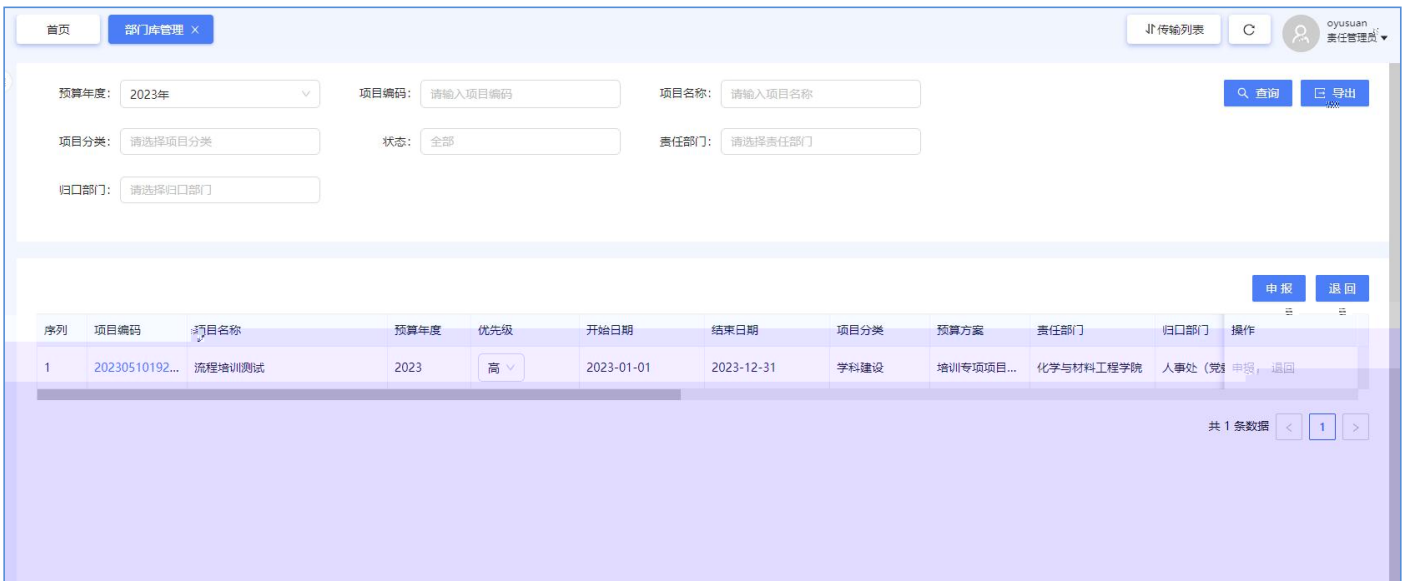 首页 部门库管理 × 传输列表 oyusuan
责任管理员
预算年度: 2023年 项目编码: 请输入项目编码 项目名称: 请输入项目名称 查询 导出
项目分类: 请选择项目分类 状态: 全部 责任部门: 请选择责任部门
归口部门: 请选择归口部门
申报 退回
序列 项目编码 项目名称 预算年度 优先级 开始日期 结束日期 项目分类 预算方案 责任部门 归口部门 操作
1 20230510192... 流程培训测试 2023 高 2023-01-01 2023-12-31 学科建设 培训专项项目... 化学与材料工程学院 人事处（党 申报, 退回
共 1 条数据 < 1 >